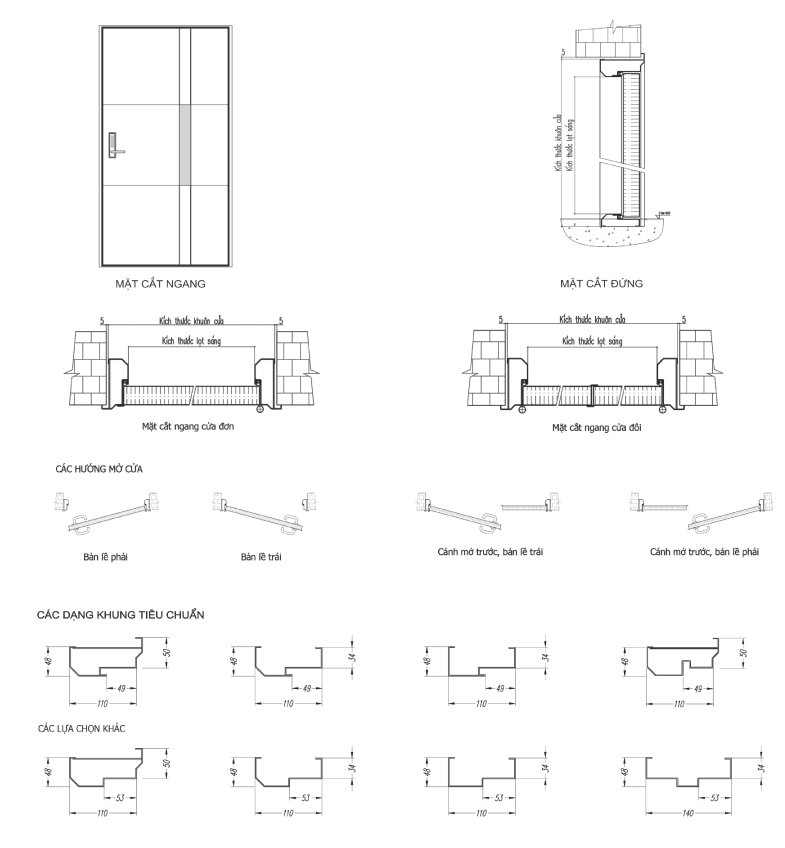 5
Kích thước khuôn cửa
Kích thước lọt sáng
MẶT CẮT NGANG
MẶT CẮT ĐỨNG
5 Kích thước khuôn cửa 5
Kích thước lọt sáng
Mặt cắt ngang cửa đơn
5 Kích thước khuôn cửa 5
Kích thước lọt sáng
Mặt cắt ngang cửa đôi
CÁC HƯỚNG MỞ CỬA
Bản lề phải
Bản lề trái
Cánh mở trước, bản lề trái
Cánh mở trước, bản lề phải
CÁC DẠNG KHUNG TIÊU CHUẨN
48 50 49 110
48 34 49 110
48 34 49 110
48 50 49 110
CÁC LỰA CHỌN KHÁC
48 50 53 110
48 34 53 110
48 34 53 110
48 34 53 140